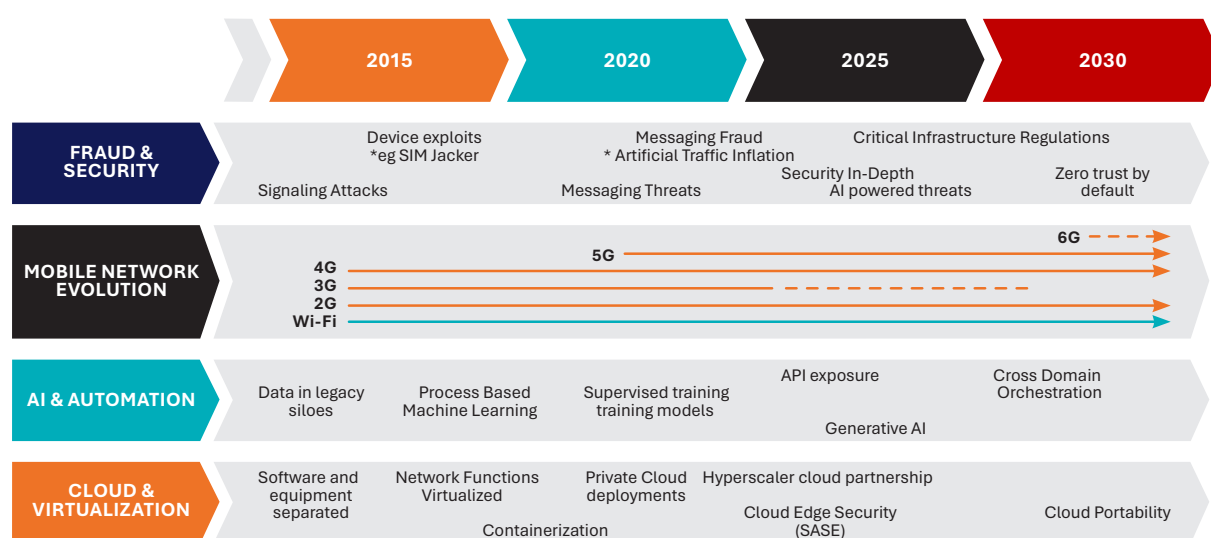 2015
2020
2025
2030
FRAUD &
SECURITY
Device exploits
*eg SIM Jacker
Signaling Attacks
Messaging Fraud
* Artificial Traffic Inflation
Messaging Threats
Critical Infrastructure Regulations
Security In-Depth
AI powered threats
Zero trust by
default
MOBILE NETWORK
EVOLUTION
6G
5G
4G
3G
2G
Wi-Fi
AI & AUTOMATION
Data in legacy
siloes
Process Based
Machine Learning
Supervised training
training models
API exposure
Generative AI
Cross Domain
Orchestration
CLOUD &
VIRTUALIZATION
Software and
equipment
separated
Network Functions
Virtualized
Containerization
Private Cloud
deployments
Hyperscaler cloud partnership
Cloud Edge Security
(SASE)
Cloud Portability